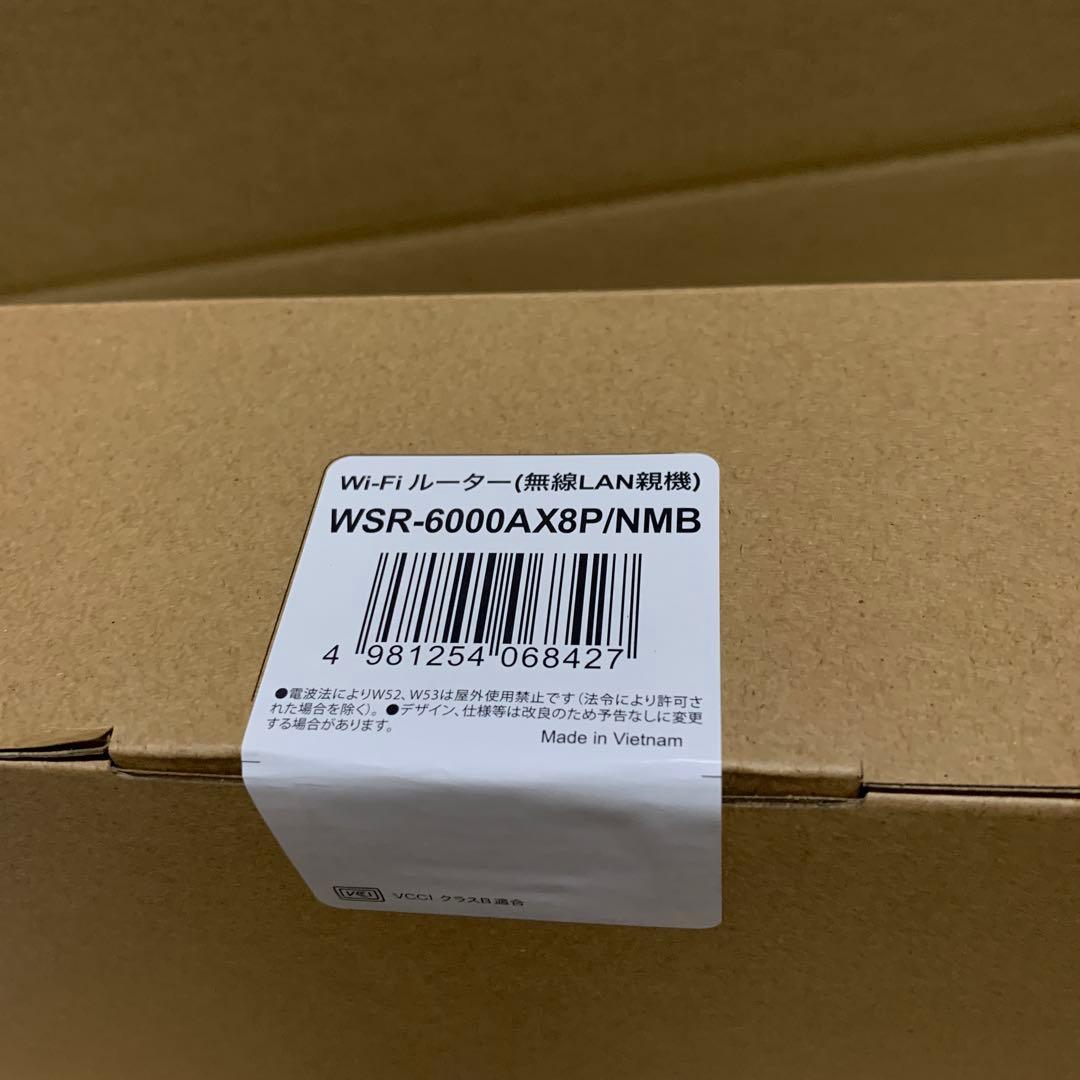 Wi-Fi ルーター(無線LAN親機)
WSR-6000AX8P/NMB
4 981254 068427
●電波法によりW52、W53は屋外使用禁止です(法令により許可さ
れた場合を除く)。●デザイン、仕様等は改良のため予告なしに変更
する場合があります。
Made in Vietnam
VCCI VCCI クラスB適合